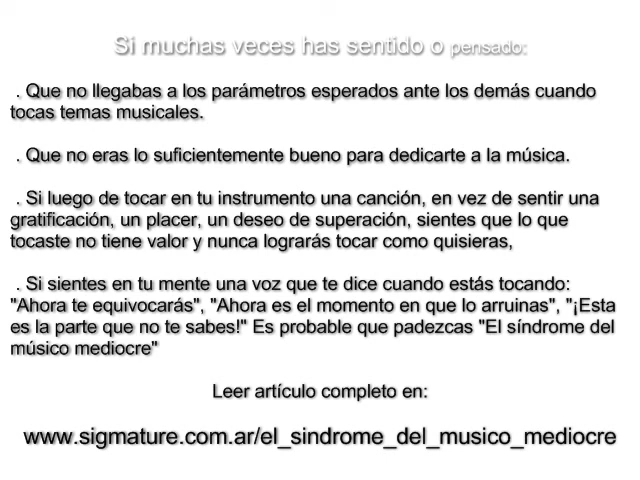 Si muchas veces has sentido o pensado:
. Que no llegabas a los parámetros esperados ante los demás cuando
tocas temas musicales.
. Que no eras lo suficientemente bueno para dedicarte a la música.
. Si luego de tocar en tu instrumento una canción, en vez de sentir una
gratificación, un placer, un deseo de superación, sientes que lo que
tocaste no tiene valor y nunca lograrás tocar como quisieras,
. Si sientes en tu mente una voz que te dice cuando estás tocando:
"Ahora te equivocarás", "Ahora es el momento en que lo arruinas", "¡Esta
es la parte que no te sabes!" Es probable que padezcas "El síndrome del
músico mediocre"
Leer artículo completo en:
www.sigmature.com.ar/el_sindrome_del_musico_mediocre